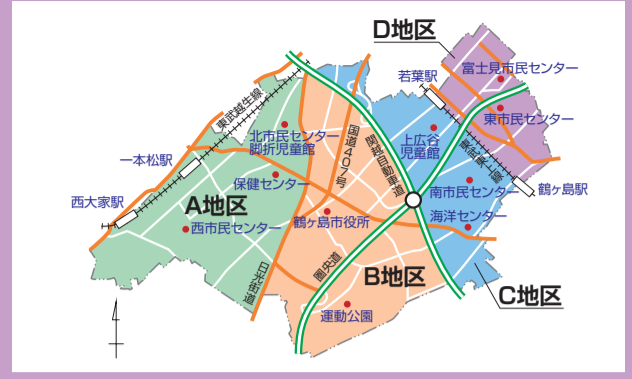 D地区
富士見市民センター
若葉駅
東武越生線
東市民センター
北市民センター
脚折児童館
国道407号
関越自動車道
上広谷
児童館
東武東上線
一本松駅
保健センター
南市民センター
鶴ヶ島駅
西大家駅
A地区
鶴ヶ島市役所
海洋センター
西市民センター
日光街道
圏央道
B地区
C地区
運動公園